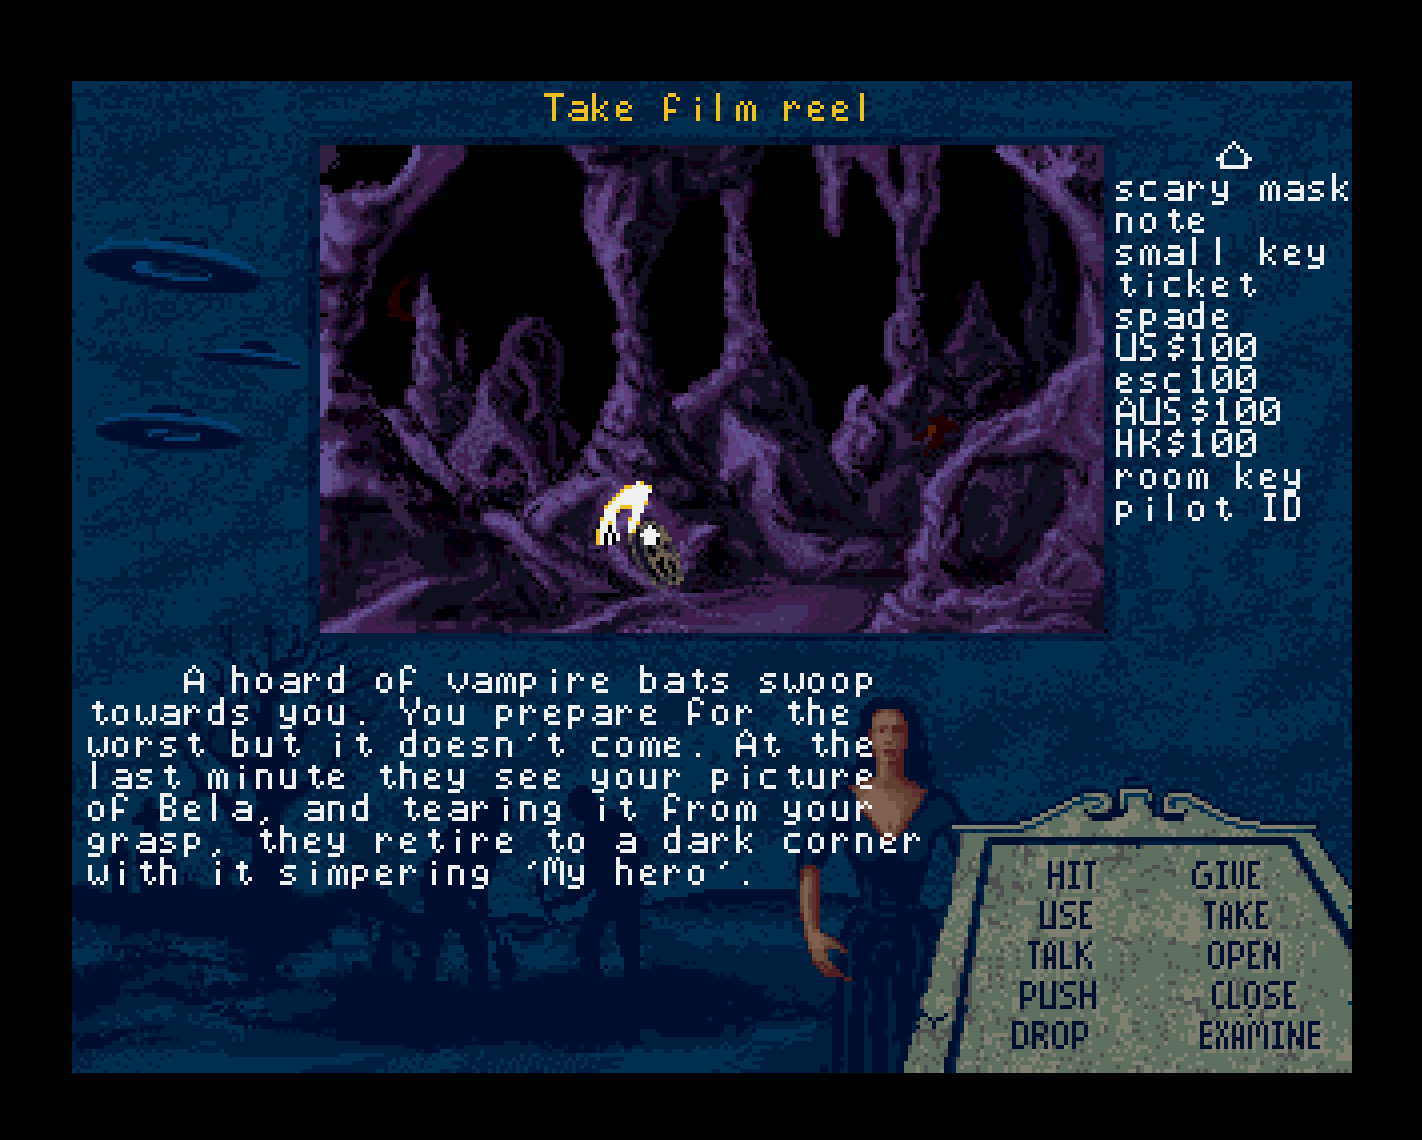 Take film reel
scary mask
note
small key
ticket
spade
US$100
esc100
AUS$100
HK$100
room key
pilot ID
A hoard of vampire bats swoop
towards you. You prepare for the
worst but it doesn't come. At the
last minute they see your picture
of Bela, and tearing it from your
grasp, they retire to a dark corner
with it simpering 'My hero'.
HIT GIVE
USE TAKE
TALK OPEN
PUSH CLOSE
DROP EXAMINE